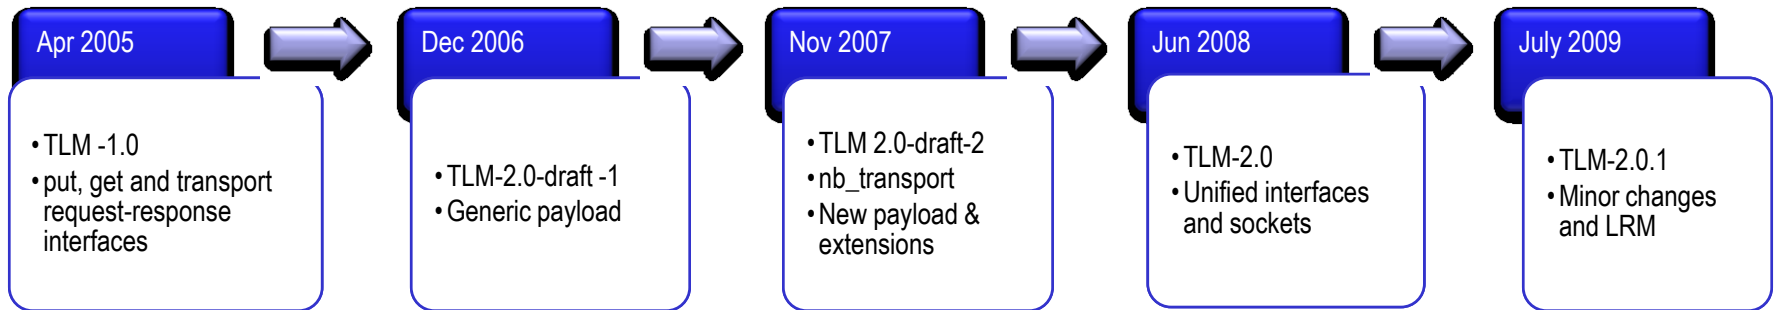 Apr 2005
• TLM -1.0
• put, get and transport
request-response
interfaces
Dec 2006
• TLM-2.0-draft -1
• Generic payload
Nov 2007
• TLM 2.0-draft-2
• nb_transport
• New payload &
extensions
Jun 2008
• TLM-2.0
• Unified interfaces
and sockets
July 2009
• TLM-2.0.1
• Minor changes
and LRM